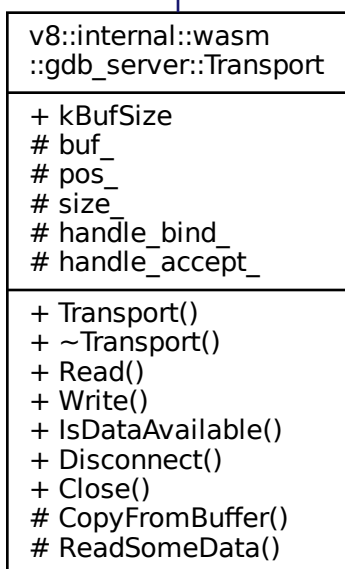 v8::internal::wasm
::gdb_server::Transport
+ kBufSize
# buf_
# pos_
# size_
# handle_bind_
# handle_accept_
+ Transport()
+ ~Transport()
+ Read()
+ Write()
+ IsDataAvailable()
+ Disconnect()
+ Close()
# CopyFromBuffer()
# ReadSomeData()